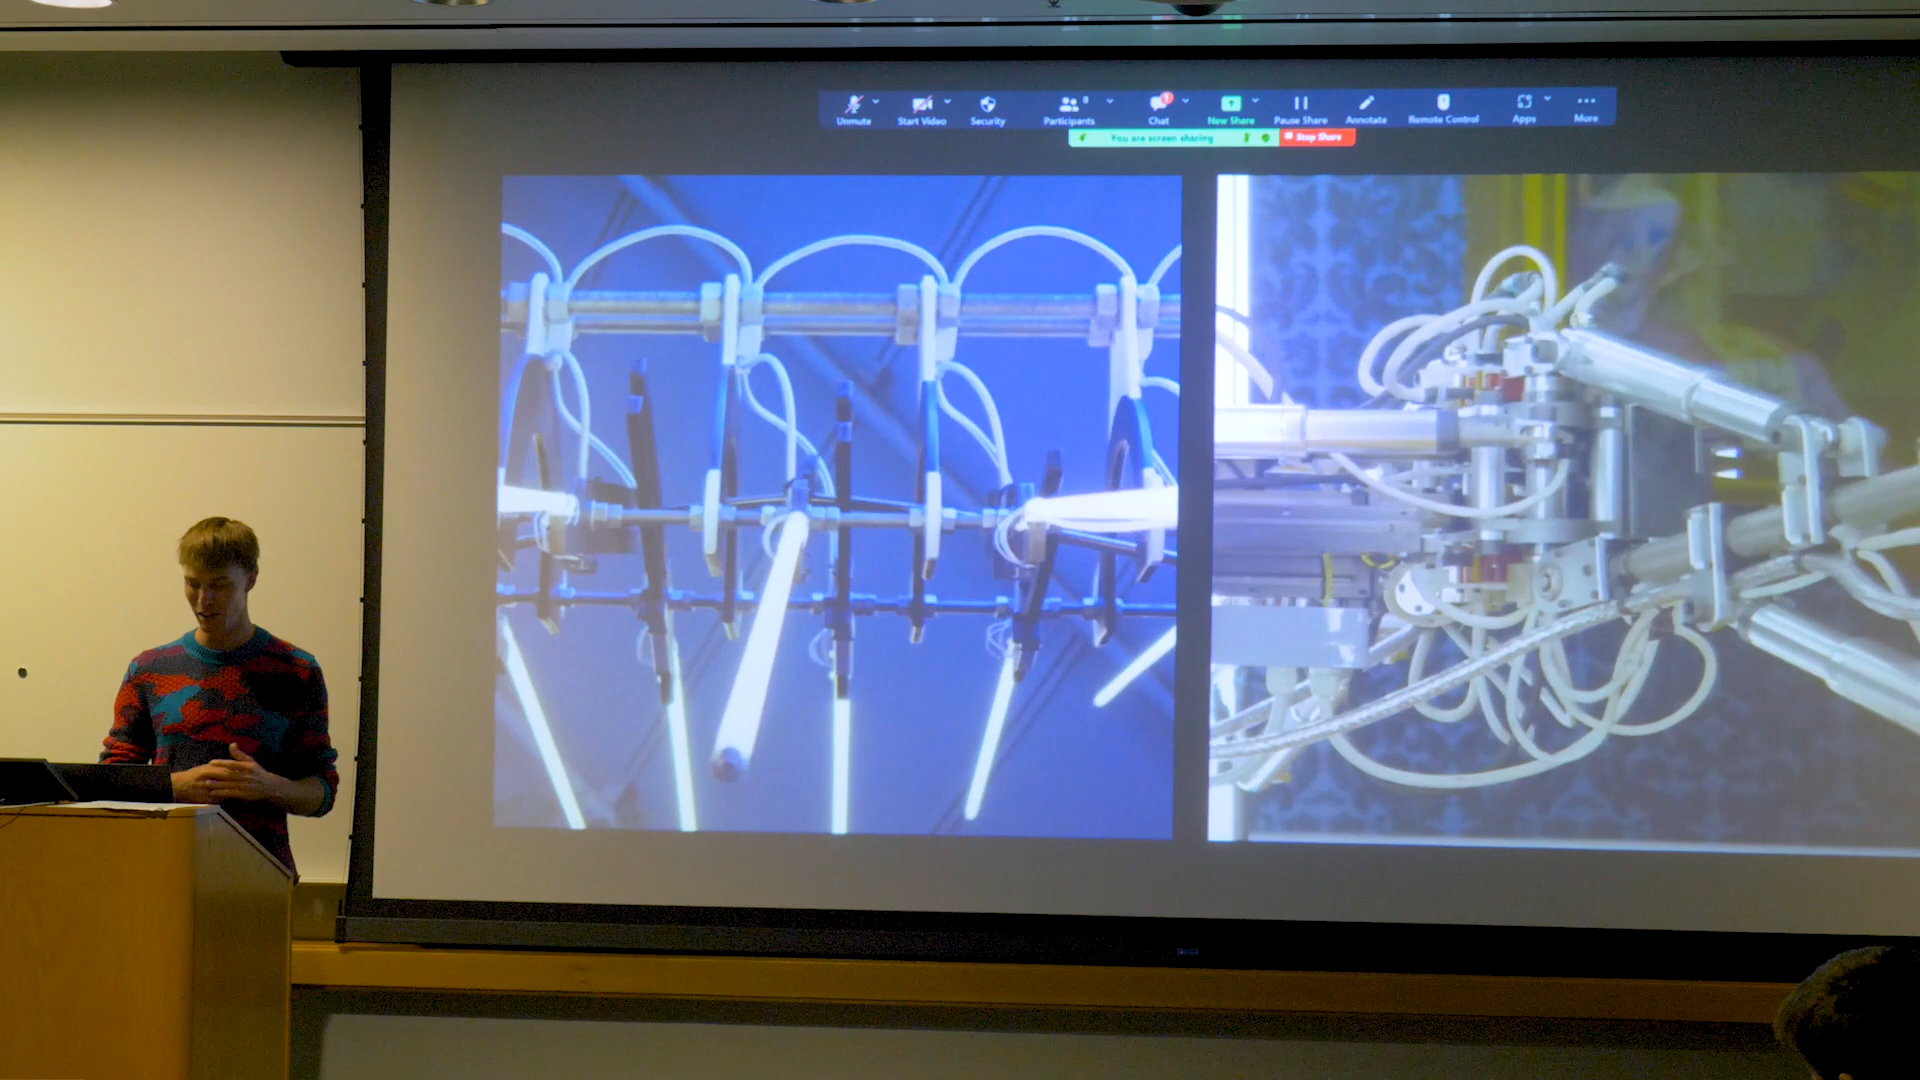 Unmute Start Video Security Participants Chat New Share Pause Share Annotate Remote Control Apps More
You are screen sharing Stop Share